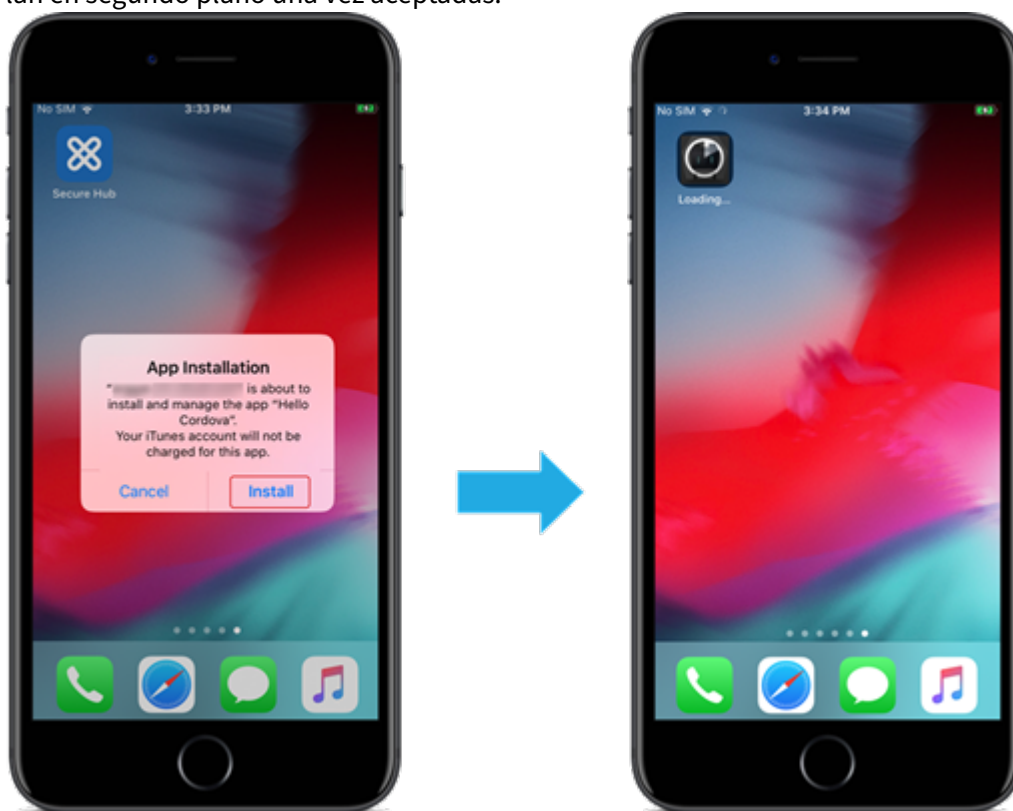 lan en segundo plano una vez aceptadas.
No SIM 3:33 PM
Secure Hub
App Installation
" is about to
install and manage the app "Hello
Cordova".
Your iTunes account will not be
charged for this app.
Cancel Install
No SIM 3:34 PM
Loading...